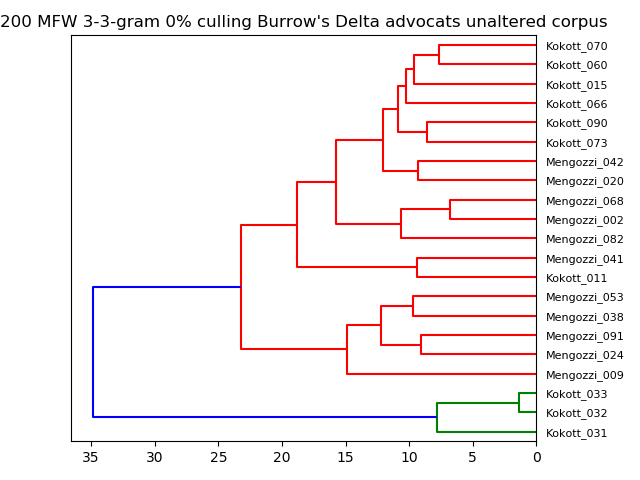 200 MFW 3-3-gram 0% culling Burrow's Delta advocats unaltered corpus
Kokott_070
Kokott_060
Kokott_015
Kokott_066
Kokott_090
Kokott_073
Mengozzi_042
Mengozzi_020
Mengozzi_068
Mengozzi_002
Mengozzi_082
Mengozzi_041
Kokott_011
Mengozzi_053
Mengozzi_038
Mengozzi_091
Mengozzi_024
Mengozzi_009
Kokott_033
Kokott_032
Kokott_031
35 30 25 20 15 10 5 0